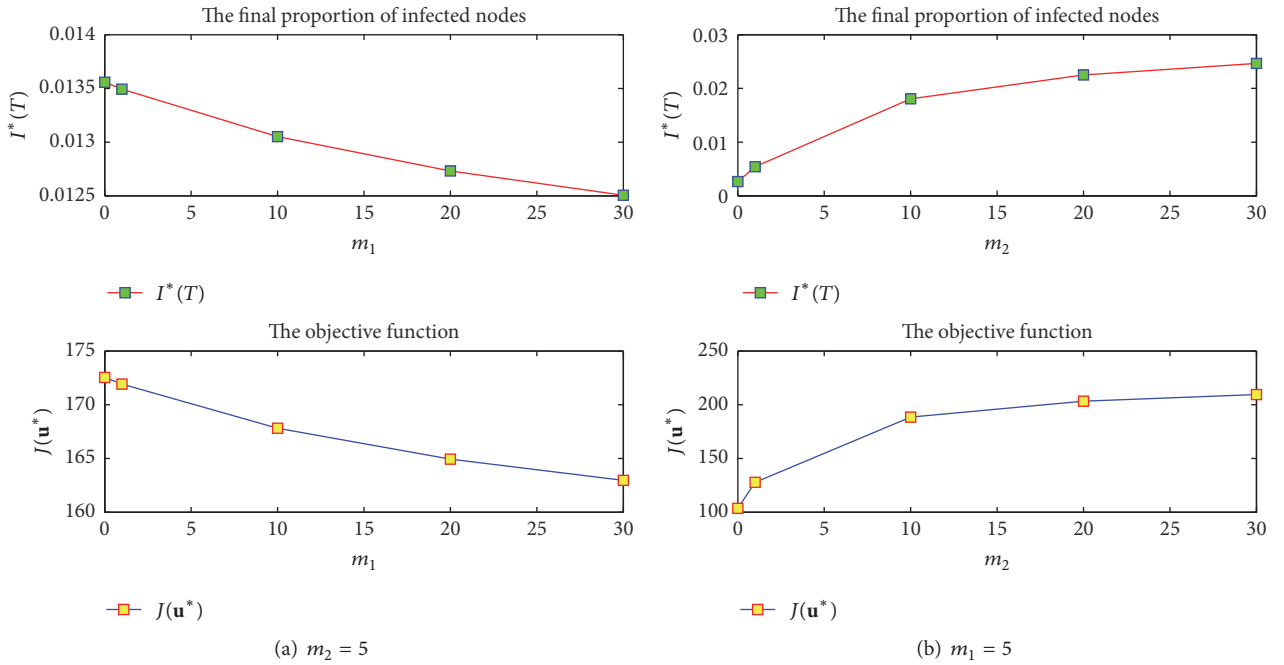 The final proportion of infected nodes
0.014
0.0135
0.013
0.0125
I*(T)
0 5 10 15 20 25 30
m₁
I*(T)
The objective function
175
170
165
160
J(u*)
0 5 10 15 20 25 30
m₁
J(u*)
(a) m₂ = 5
The final proportion of infected nodes
0.03
0.02
0.01
0
I*(T)
0 5 10 15 20 25 30
m₂
I*(T)
The objective function
250
200
150
100
J(u*)
0 5 10 15 20 25 30
m₂
J(u*)
(b) m₁ = 5